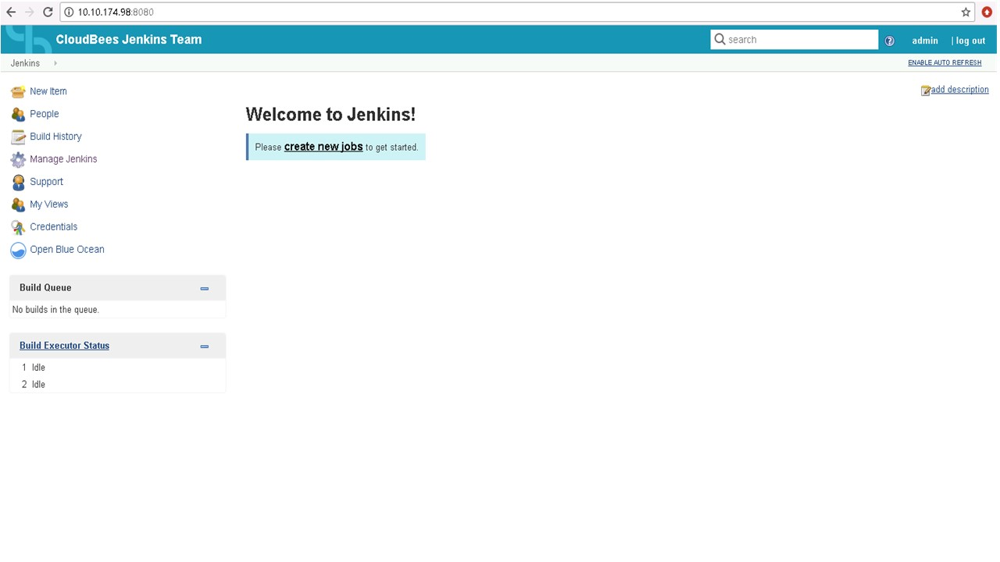 10.10.174.98:8080
CloudBees Jenkins Team
search
admin
| log out
Jenkins
ENABLE AUTO REFRESH
New Item
People
Build History
Manage Jenkins
Support
My Views
Credentials
Open Blue Ocean
add description
Welcome to Jenkins!
Please create new jobs to get started.
Build Queue
No builds in the queue.
Build Executor Status
1 Idle
2 Idle